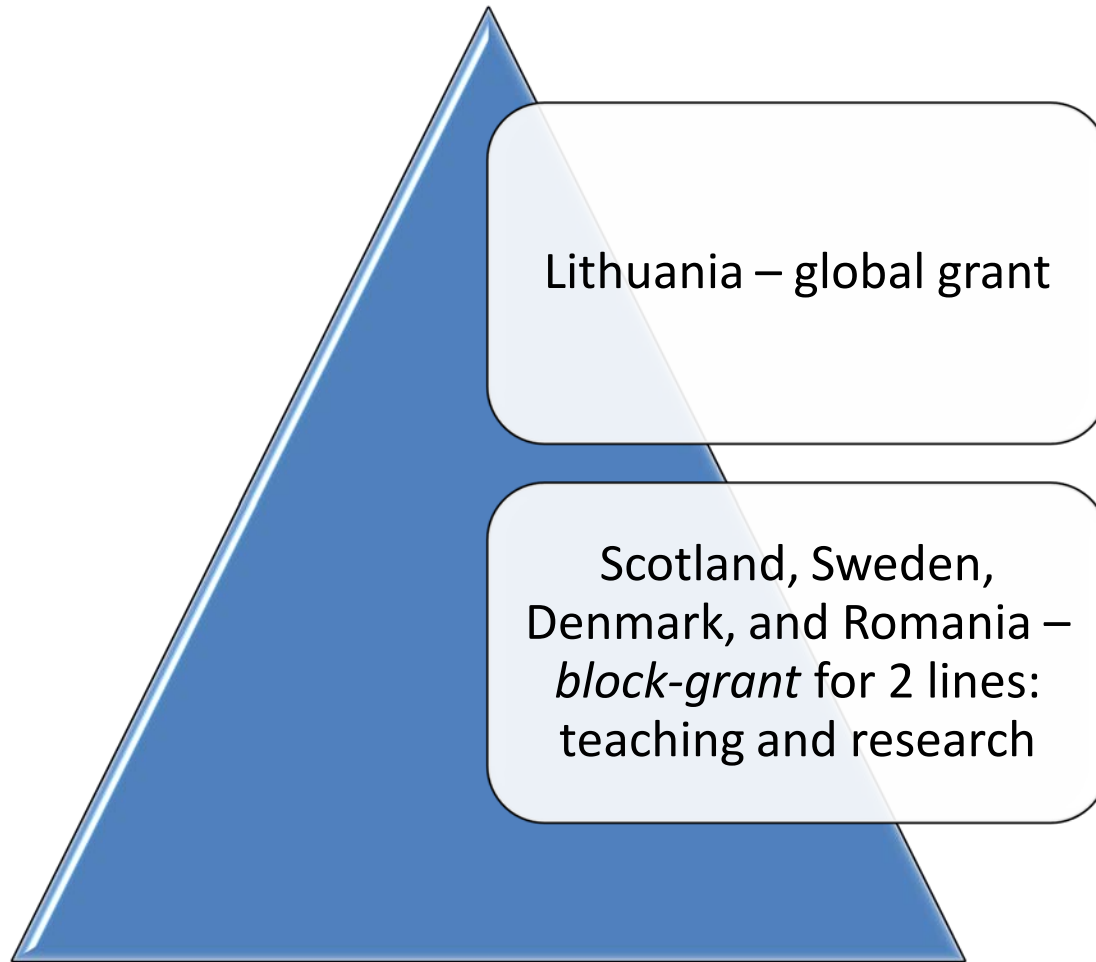 Lithuania – global grant
Scotland, Sweden,
Denmark, and Romania –
block-grant for 2 lines:
teaching and research